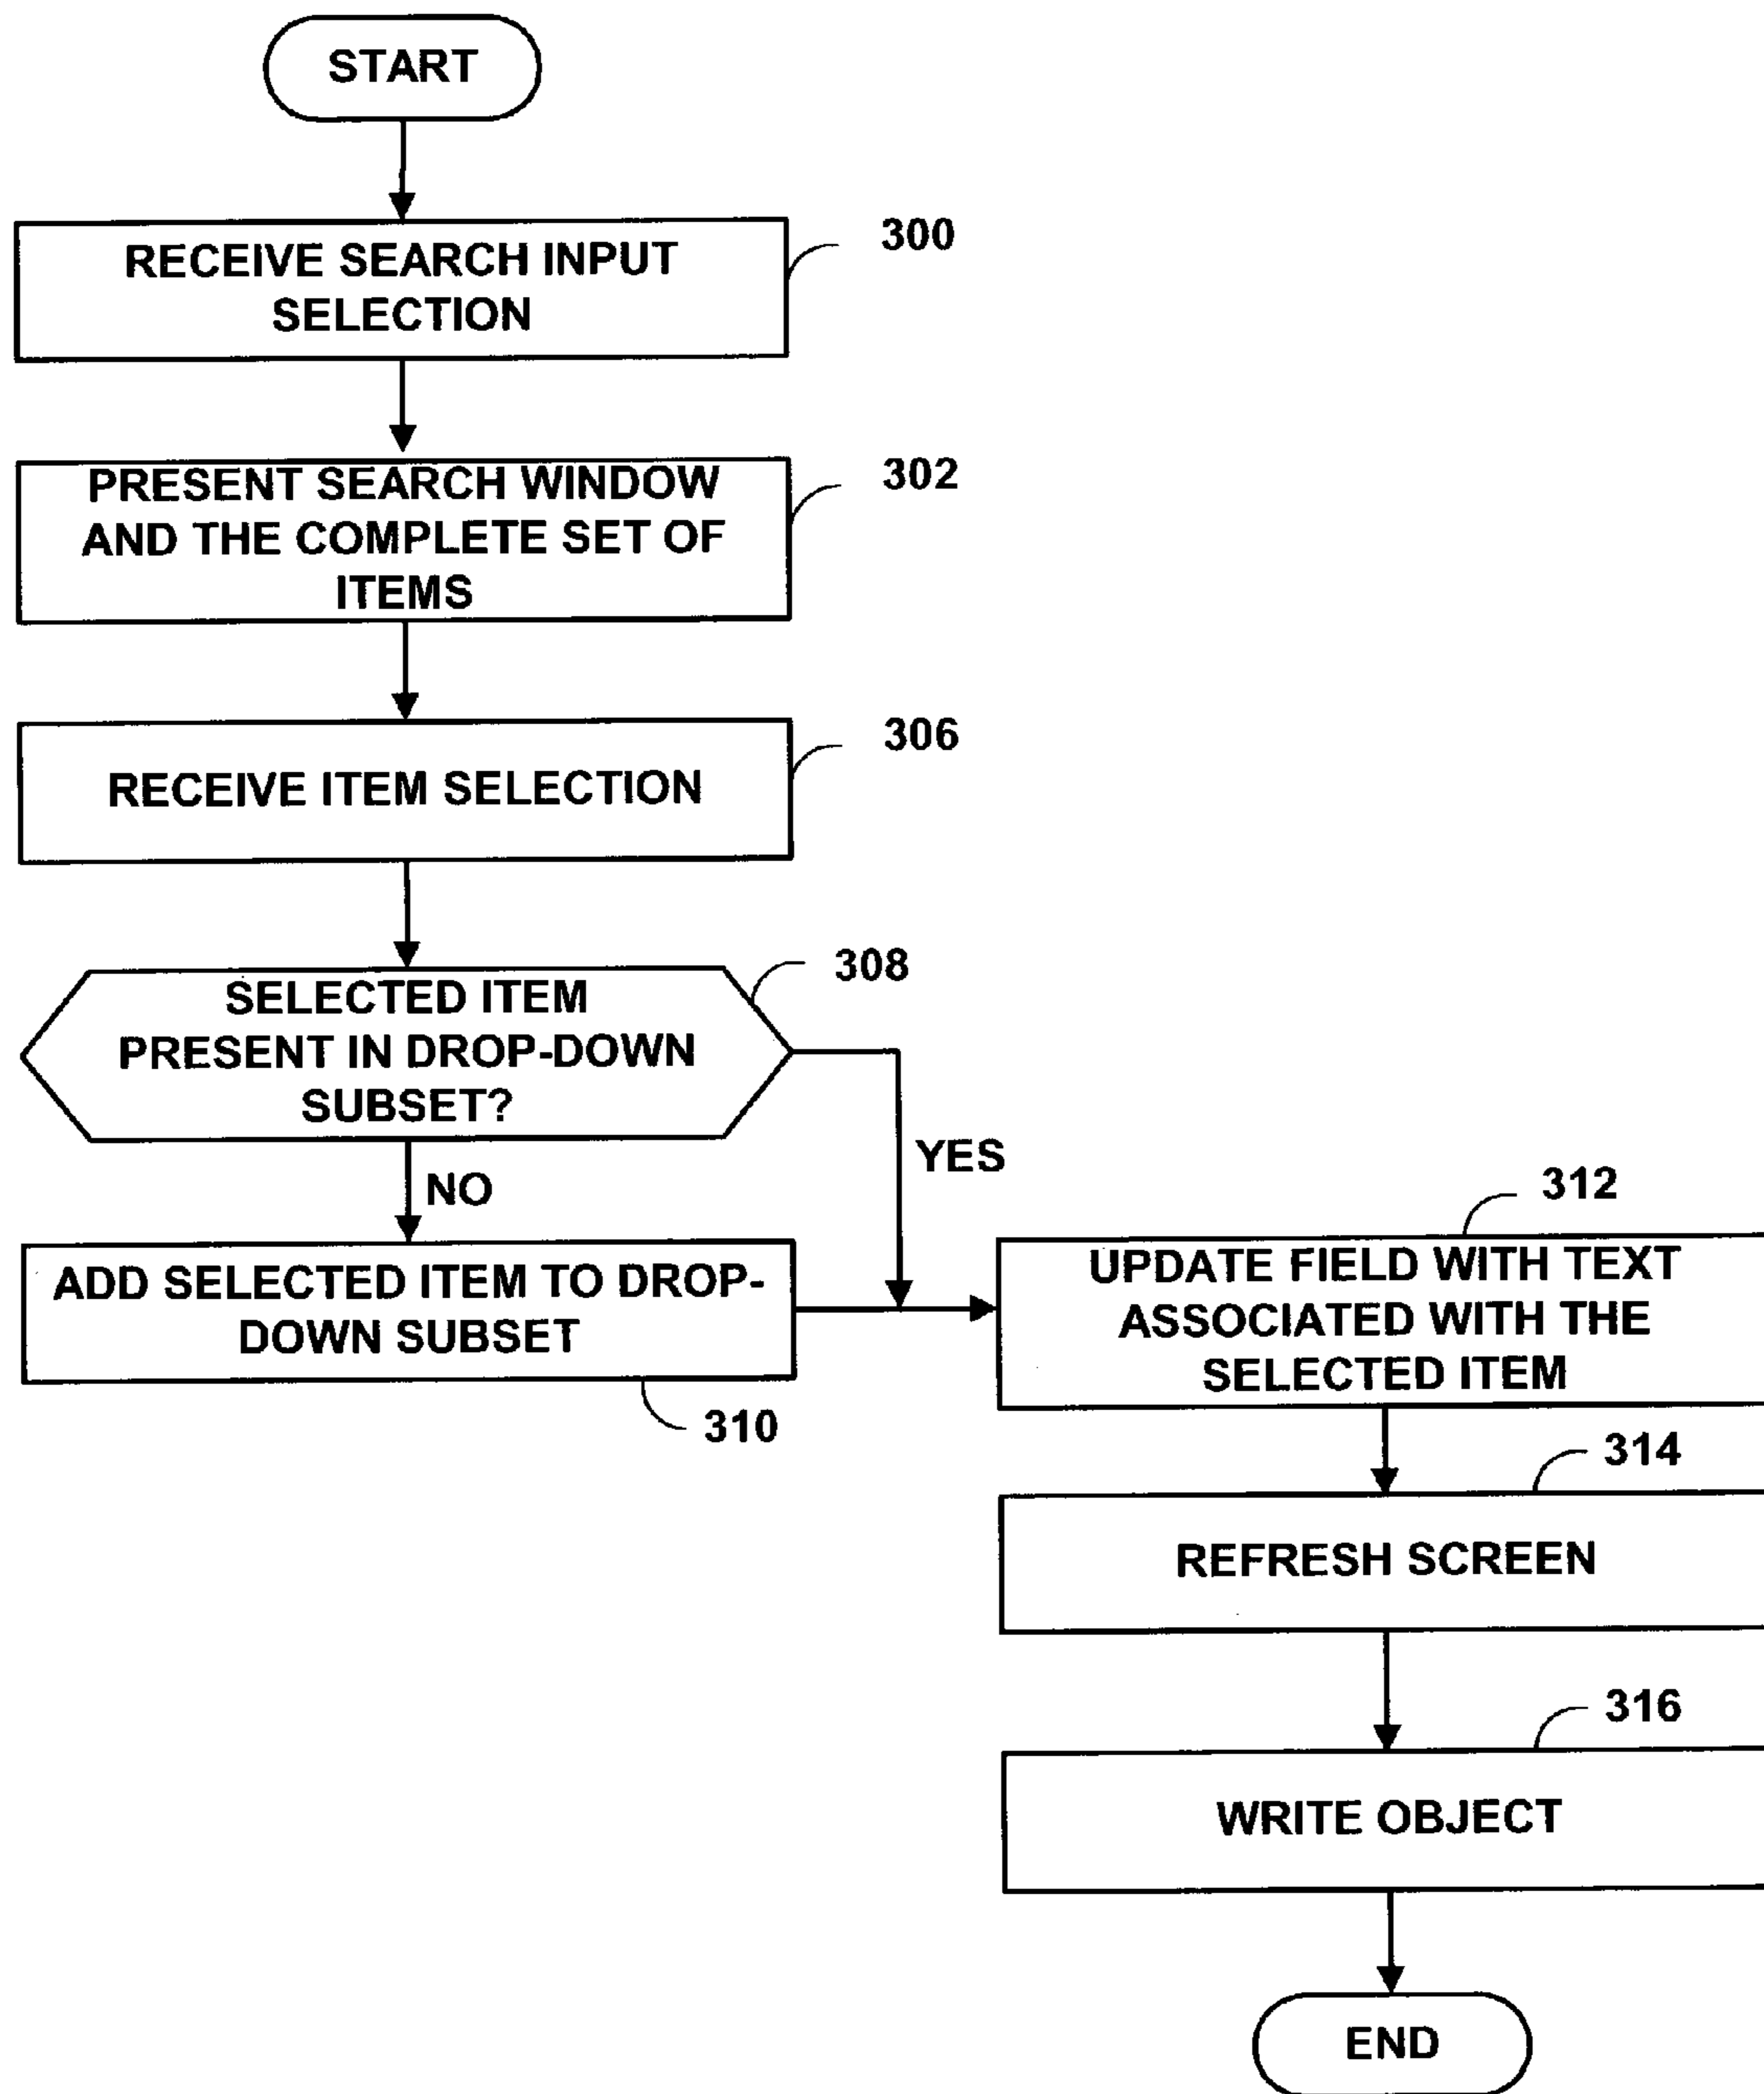 START
300
RECEIVE SEARCH INPUT
SELECTION
302
PRESENT SEARCH WINDOW
AND THE COMPLETE SET OF
ITEMS
306
RECEIVE ITEM SELECTION
308
SELECTED ITEM
PRESENT IN DROP-DOWN
SUBSET?
YES
NO
ADD SELECTED ITEM TO DROP-
DOWN SUBSET
310
312
UPDATE FIELD WITH TEXT
ASSOCIATED WITH THE
SELECTED ITEM
314
REFRESH SCREEN
316
WRITE OBJECT
END